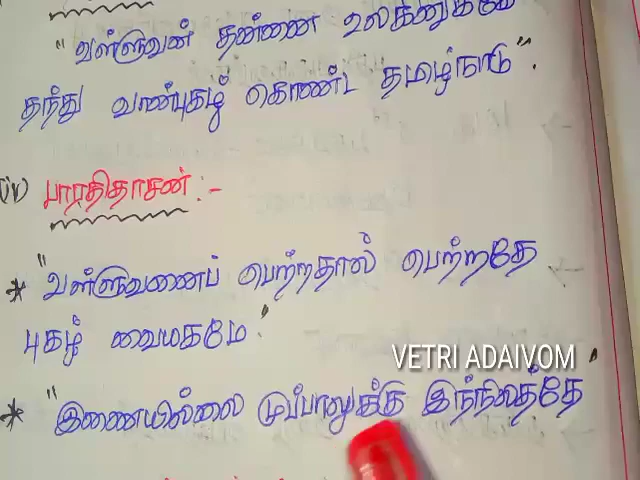 "வள்ளுவன் தன்னை உலகினுக்கே
தந்து வான்புகழ் கொண்ட தமிழ்நாடு".
(iv) பாரதிதாசன் :-
* "வள்ளுவனைப் பெற்றதால் பெற்றதே
புகழ் வையகமே"
VETRI ADAIVOM
* "இணையில்லை முப்பாலுக்கு இந்நிலத்தே"